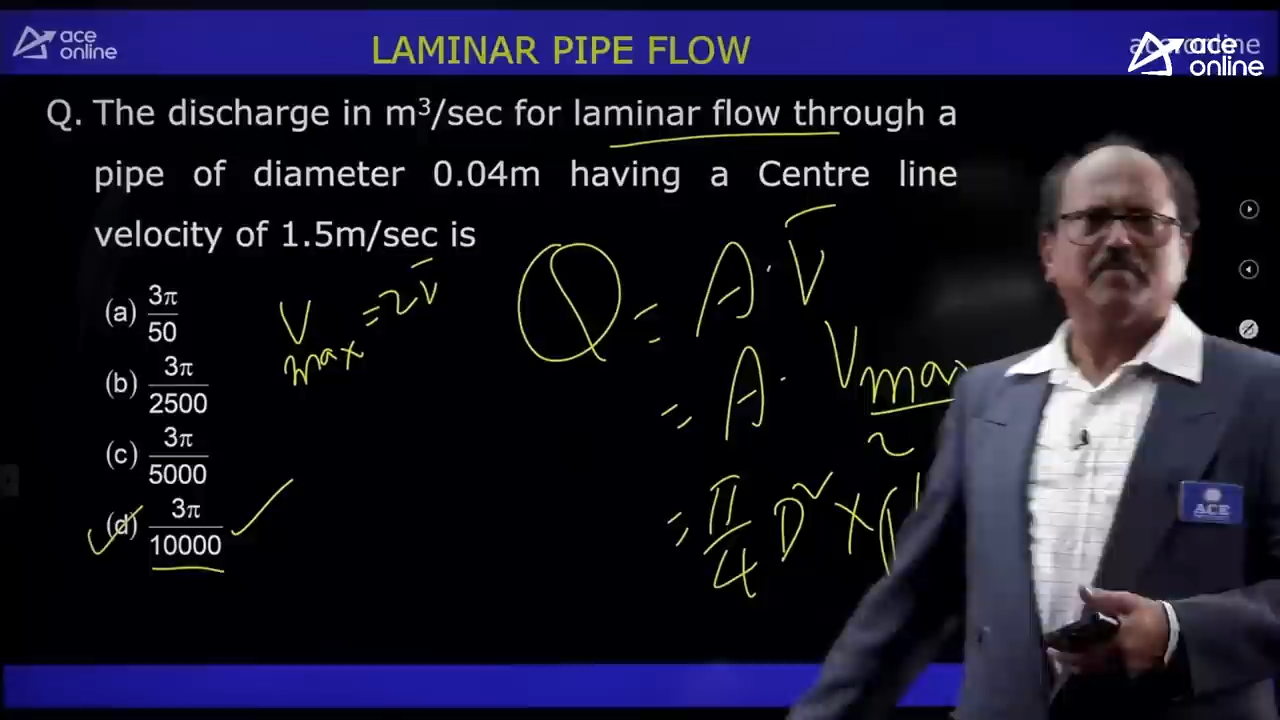 ace
online
LAMINAR PIPE FLOW
ace
online
Q. The discharge in m³/sec for laminar flow through a
pipe of diameter 0.04m having a Centre line
velocity of 1.5m/sec is
(a) 3π/50
(b) 3π/2500
(c) 3π/5000
(d) 3π/10000
V max = 2V̄
Q = A · V̄
= A · Vmax/2
= π/4 D² × (
ACE